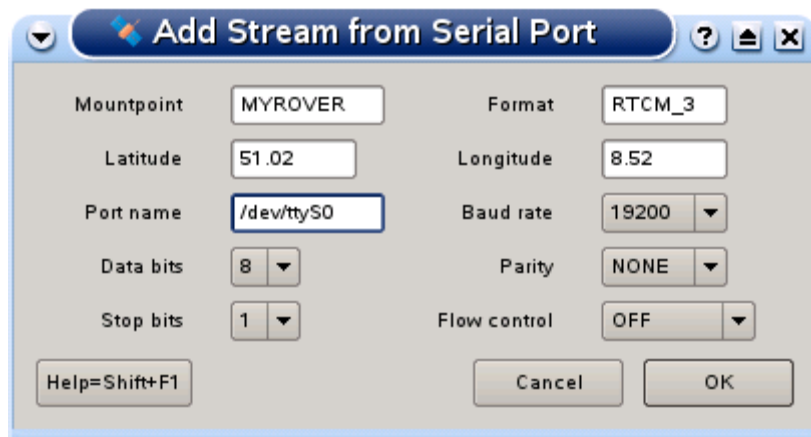 Add Stream from Serial Port ?
Mountpoint MYROVER Format RTCM_3
Latitude 51.02 Longitude 8.52
Port name /dev/ttyS0 Baud rate 19200
Data bits 8 Parity NONE
Stop bits 1 Flow control OFF
Help=Shift+F1 Cancel OK